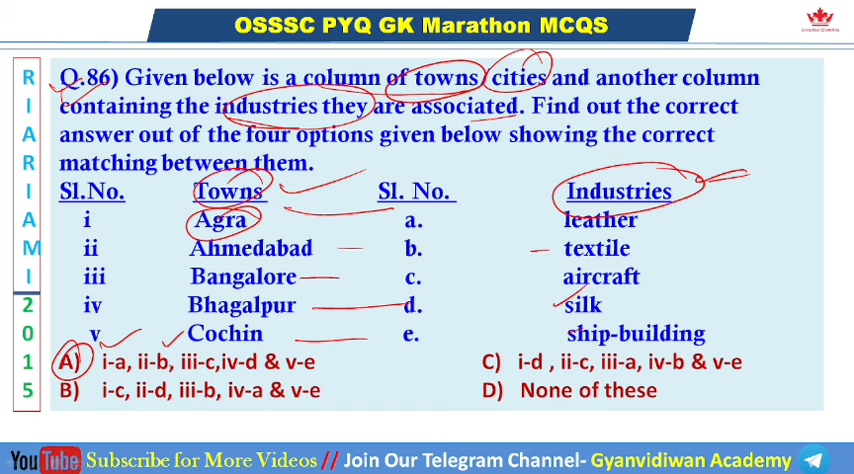 OSSSC PYQ GK Marathon MCQS
GYANVIDIWAN
R
I
A
R
I
A
M
I
2
0
1
5
Q.86) Given below is a column of towns/cities and another column
containing the industries they are associated. Find out the correct
answer out of the four options given below showing the correct
matching between them.
Sl.No. Towns Sl. No. Industries
i Agra a. leather
ii Ahmedabad b. textile
iii Bangalore c. aircraft
iv Bhagalpur d. silk
v Cochin e. ship-building
A) i-a, ii-b, iii-c,iv-d & v-e C) i-d , ii-c, iii-a, iv-b & v-e
B) i-c, ii-d, iii-b, iv-a & v-e D) None of these
YouTube Subscribe for More Videos // Join Our Telegram Channel- Gyanvidiwan Academy